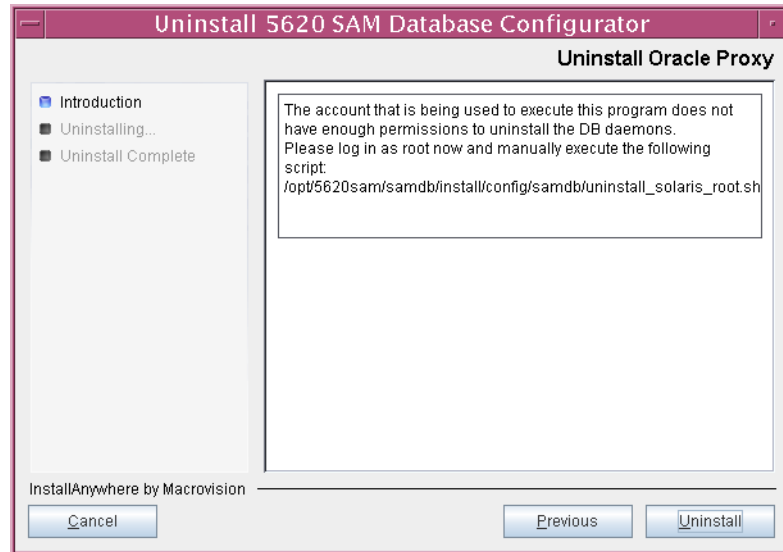 Uninstall 5620 SAM Database Configurator
Uninstall Oracle Proxy
Introduction
Uninstalling...
Uninstall Complete
The account that is being used to execute this program does not
have enough permissions to uninstall the DB daemons.
Please log in as root now and manually execute the following
script:
/opt/5620sam/samdb/install/config/samdb/uninstall_solaris_root.sh
InstallAnywhere by Macrovision
Cancel
Previous
Uninstall